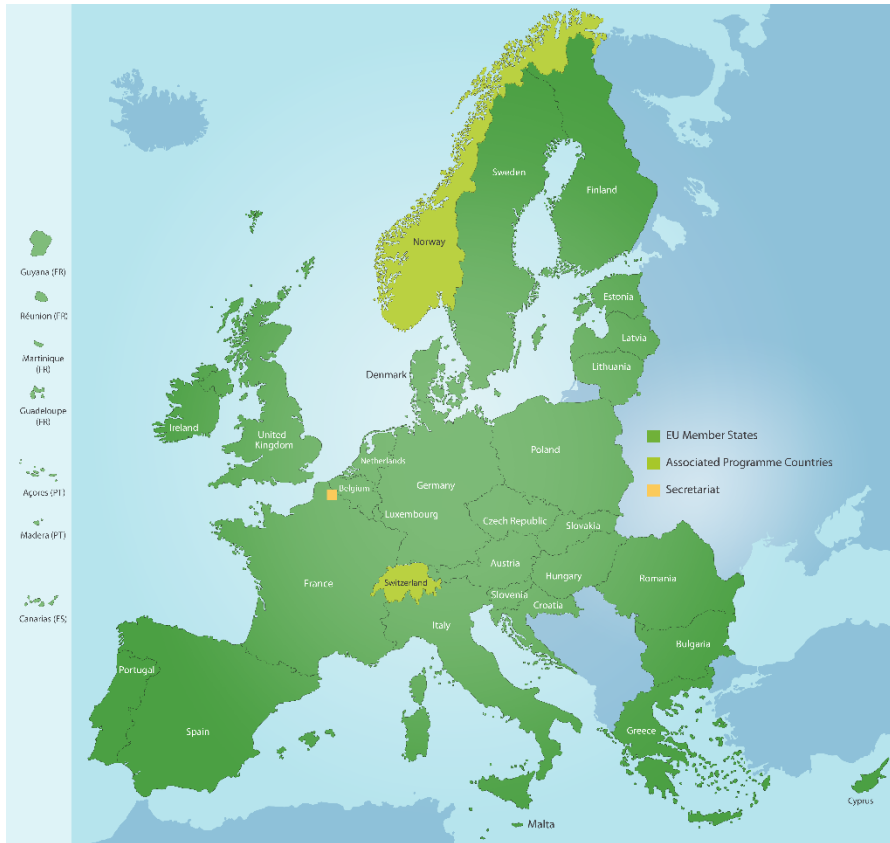 Sweden
Finland
Norway
Guyana (FR)
Estonia
Réunion (FR)
Latvia
Martinique
(FR)
Lithuania
Denmark
Guadeloupe
(FR)
Ireland
United
Kingdom
EU Member States
Poland
Netherlands
Associated Programme Countries
Germany
Belgium
Secretariat
Açores (PT)
Luxembourg
Czech Republic
Slovakia
Madera (PT)
Austria
Hungary
Romania
France
Switzerland
Slovenia
Croatia
Canarias (ES)
Italy
Bulgaria
Portugal
Spain
Greece
Cyprus
Malta